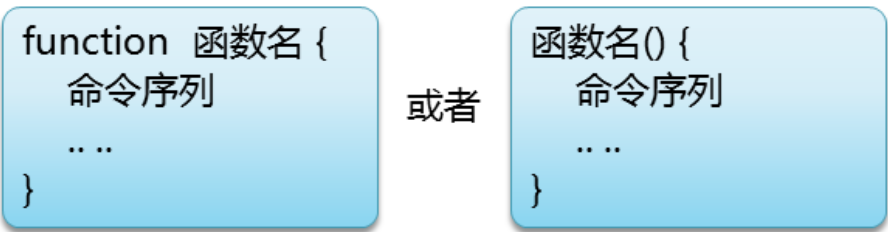 function 函数名 {
命令序列
.. ..
}
或者
函数名() {
命令序列
.. ..
}